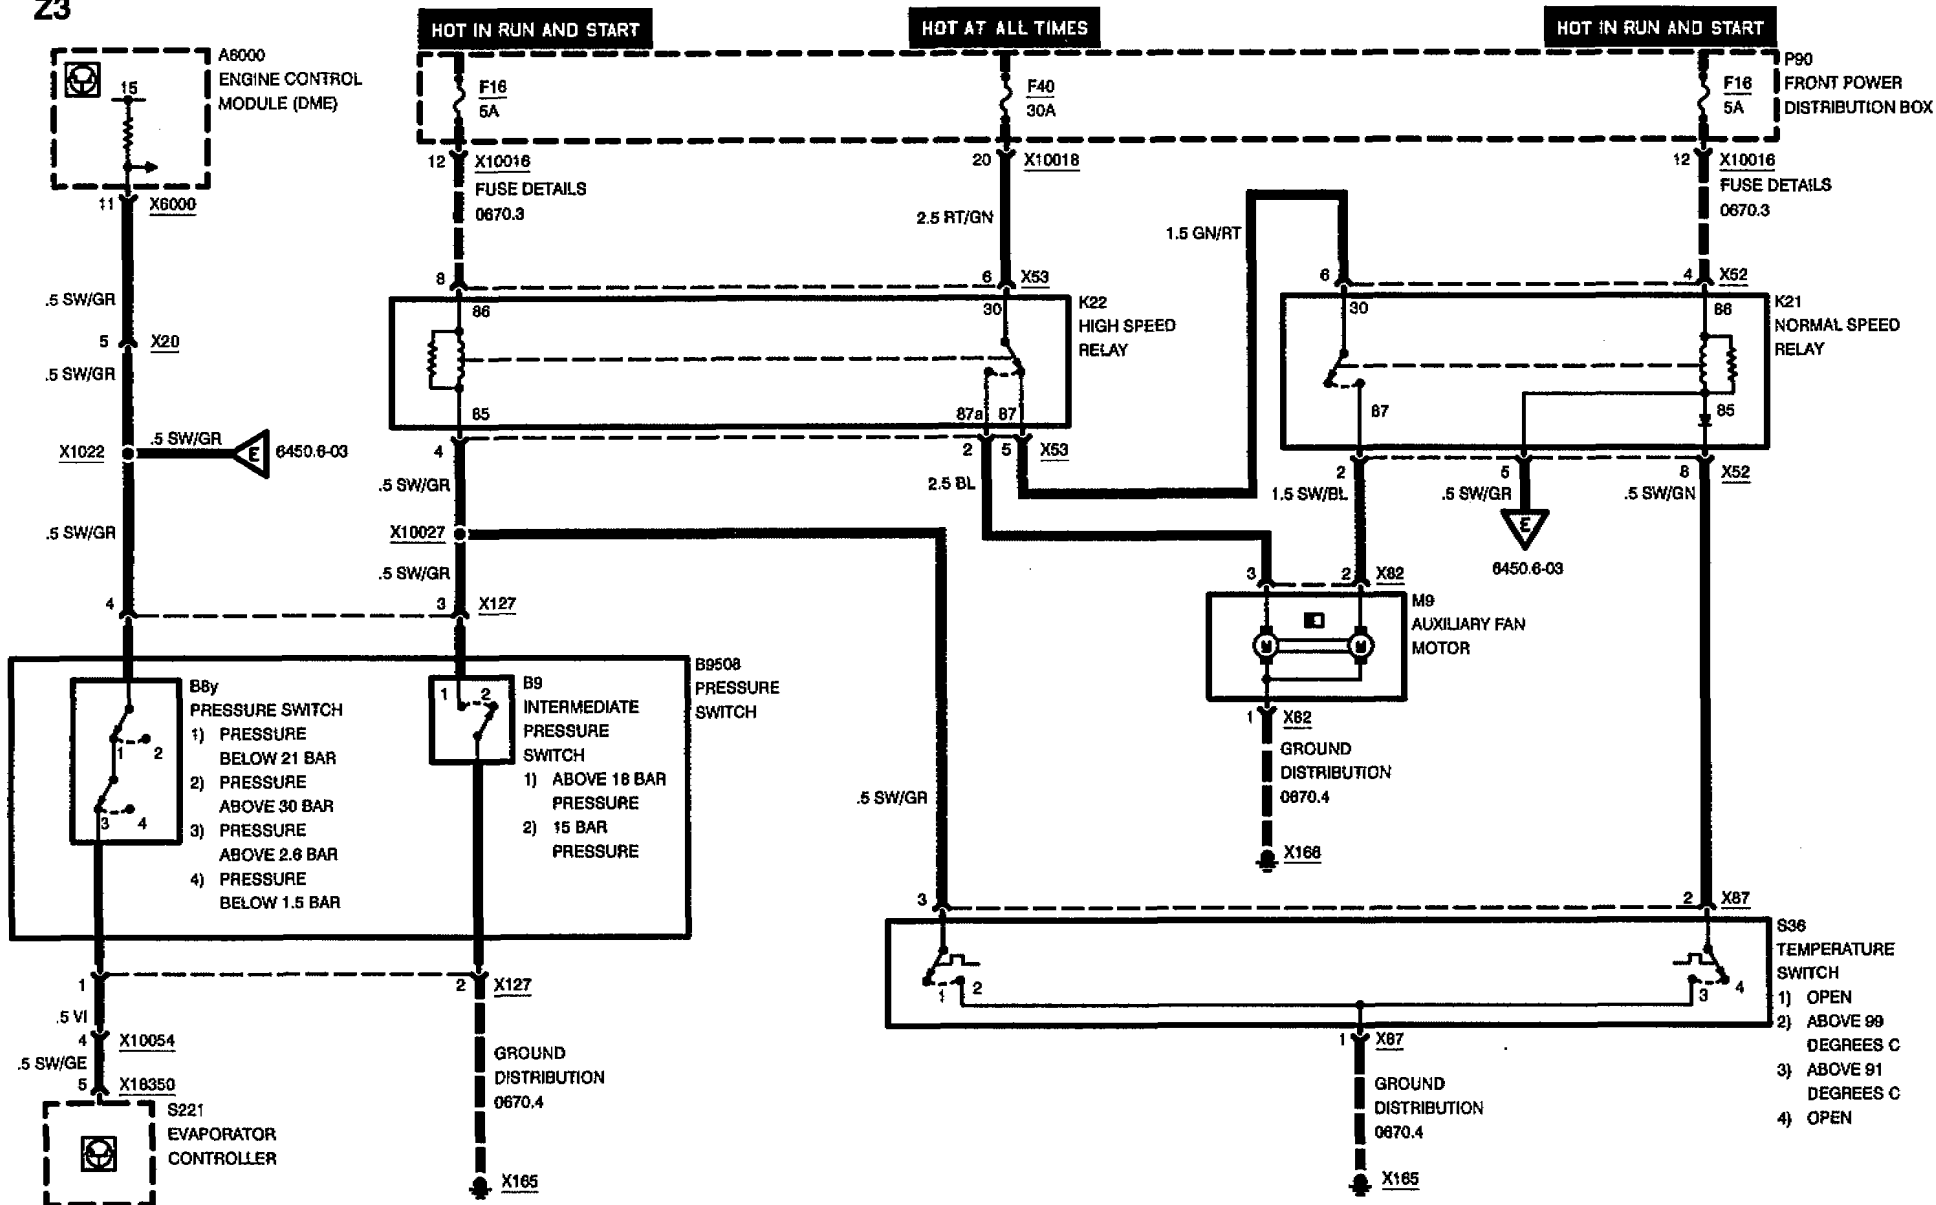 Z3
HOT IN RUN AND START
HOT AT ALL TIMES
HOT IN RUN AND START
A6000
ENGINE CONTROL
MODULE (DME)
15
11
X6000
F16
5A
F40
30A
F16
5A
P90
FRONT POWER
DISTRIBUTION BOX
12
X10016
FUSE DETAILS
0670.3
20
X10018
12
X10016
FUSE DETAILS
0670.3
2.5 RT/GN
1.5 GN/RT
.5 SW/GR
5
X20
.5 SW/GR
8
6
X53
6
4
X52
86
30
K22
HIGH SPEED
RELAY
30
86
K21
NORMAL SPEED
RELAY
85
87a
87
87
85
X1022
.5 SW/GR
E
6450.6-03
4
2
5
X53
2
5
8
X52
.5 SW/GR
2.5 BL
1.5 SW/BL
.5 SW/GR
.5 SW/GN
.5 SW/GR
X10027
.5 SW/GR
E
6450.6-03
4
3
X127
3
2
X82
M9
AUXILIARY FAN
MOTOR
M
M
1
X82
GROUND
DISTRIBUTION
0670.4
X166
B9508
PRESSURE
SWITCH
B8y
PRESSURE SWITCH
1) PRESSURE
BELOW 21 BAR
2) PRESSURE
ABOVE 30 BAR
3) PRESSURE
ABOVE 2.6 BAR
4) PRESSURE
BELOW 1.5 BAR
1
2
3
4
B9
INTERMEDIATE
PRESSURE
SWITCH
1) ABOVE 18 BAR
PRESSURE
2) 15 BAR
PRESSURE
1
2
.5 SW/GR
3
2
X87
S36
TEMPERATURE
SWITCH
1) OPEN
2) ABOVE 99
DEGREES C
3) ABOVE 91
DEGREES C
4) OPEN
1
2
3
4
1
X87
GROUND
DISTRIBUTION
0670.4
X165
1
2
X127
.5 VI
4
X10054
.5 SW/GE
5
X18350
S221
EVAPORATOR
CONTROLLER
GROUND
DISTRIBUTION
0670.4
X165